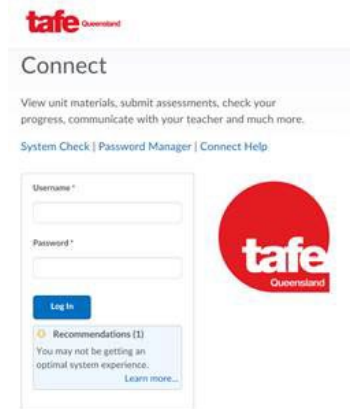 tafe Queensland
Connect
View unit materials, submit assessments, check your
progress, communicate with your teacher and much more.
System Check | Password Manager | Connect Help
Username *
Password *
Log In
Recommendations (1)
You may not be getting an
optimal system experience.
Learn more...
tafe
Queensland